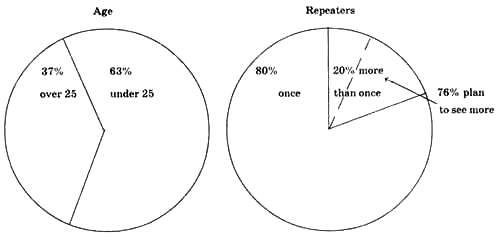 Age
37%
over 25
63%
under 25
Repeaters
80%
once
20% more
than once
76% plan
to see more